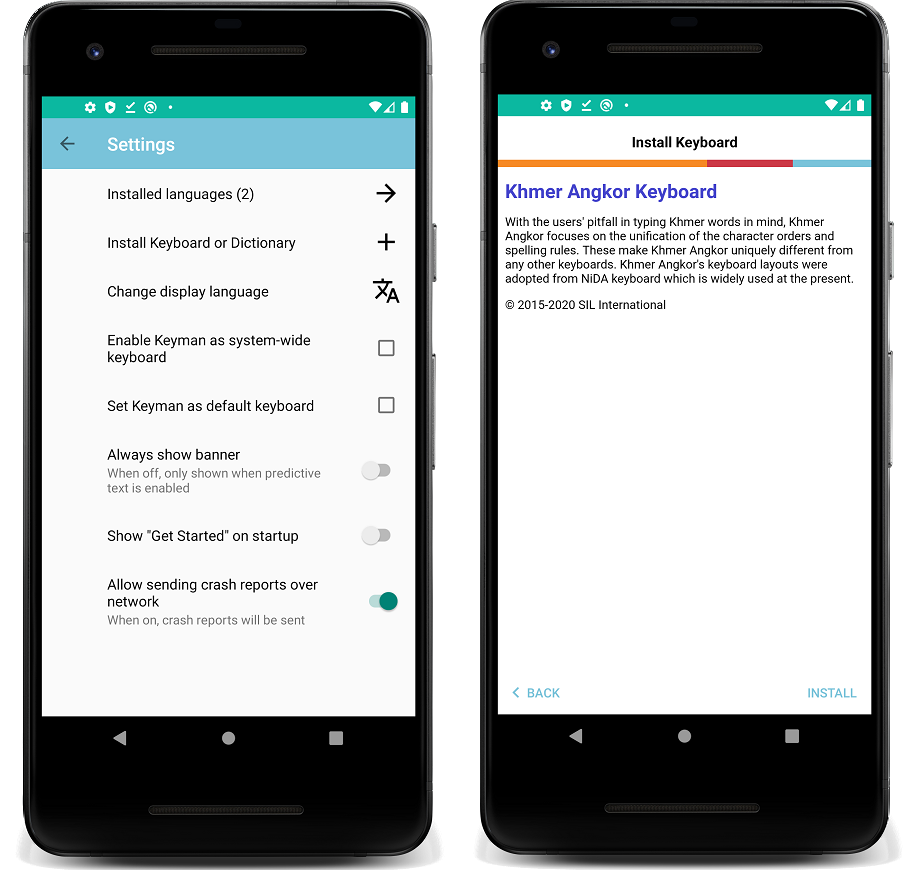 Settings
Installed languages (2)
Install Keyboard or Dictionary
Change display language
Enable Keyman as system-wide
keyboard
Set Keyman as default keyboard
Always show banner
When off, only shown when predictive
text is enabled
Show "Get Started" on startup
Allow sending crash reports over
network
When on, crash reports will be sent
Install Keyboard
Khmer Angkor Keyboard
With the users' pitfall in typing Khmer words in mind, Khmer
Angkor focuses on the unification of the character orders and
spelling rules. These make Khmer Angkor uniquely different from
any other keyboards. Khmer Angkor's keyboard layouts were
adopted from NiDA keyboard which is widely used at the present.
© 2015-2020 SIL International
BACK
INSTALL